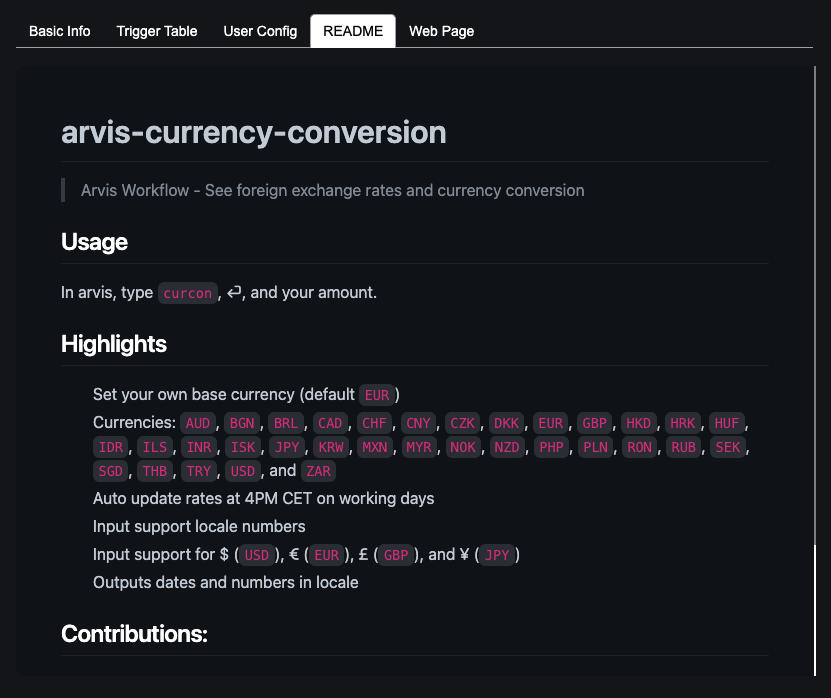 Basic Info Trigger Table User Config README Web Page
arvis-currency-conversion
Arvis Workflow - See foreign exchange rates and currency conversion
Usage
In arvis, type curcon, ⏎, and your amount.
Highlights
Set your own base currency (default EUR)
Currencies: AUD, BGN, BRL, CAD, CHF, CNY, CZK, DKK, EUR, GBP, HKD, HRK, HUF,
IDR, ILS, INR, ISK, JPY, KRW, MXN, MYR, NOK, NZD, PHP, PLN, RON, RUB, SEK,
SGD, THB, TRY, USD, and ZAR
Auto update rates at 4PM CET on working days
Input support locale numbers
Input support for $ (USD), € (EUR), £ (GBP), and ¥ (JPY)
Outputs dates and numbers in locale
Contributions: